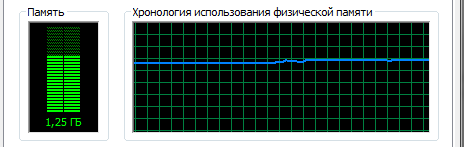 Память
Хронология использования физической памяти
1,25 ГБ